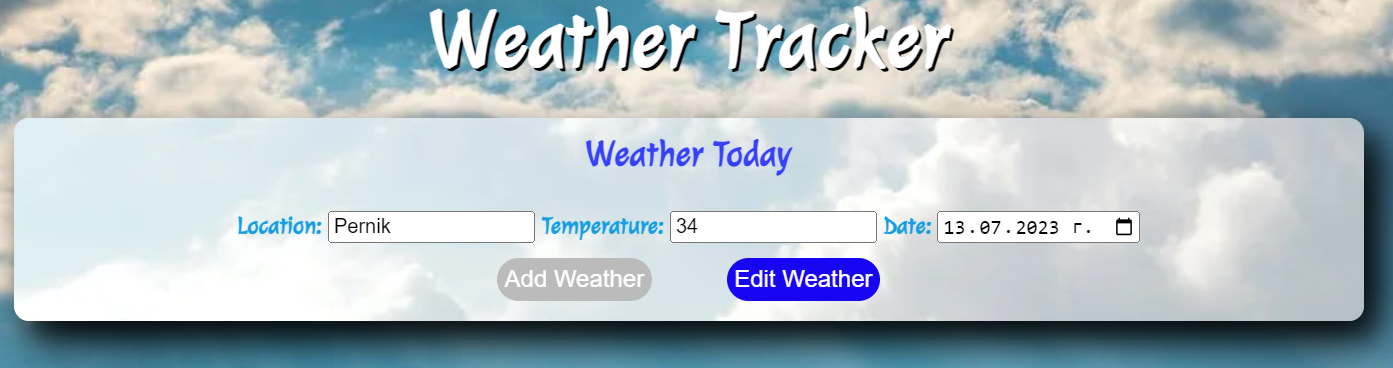 Weather Tracker
Weather Today
Location: Pernik Temperature: 34 Date: 13.07.2023 г.
Add Weather Edit Weather